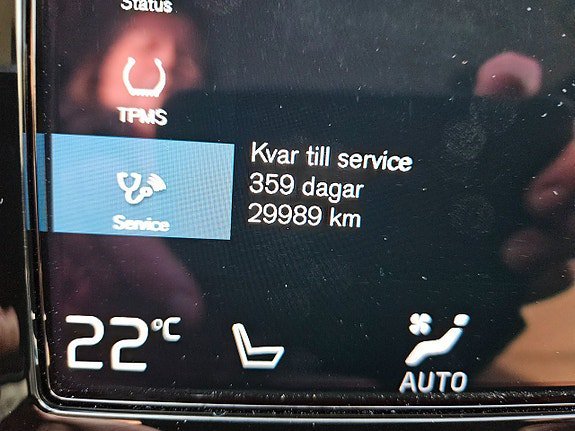 Status
TPMS
Service
Kvar till service
359 dagar
29989 km
22°C
AUTO